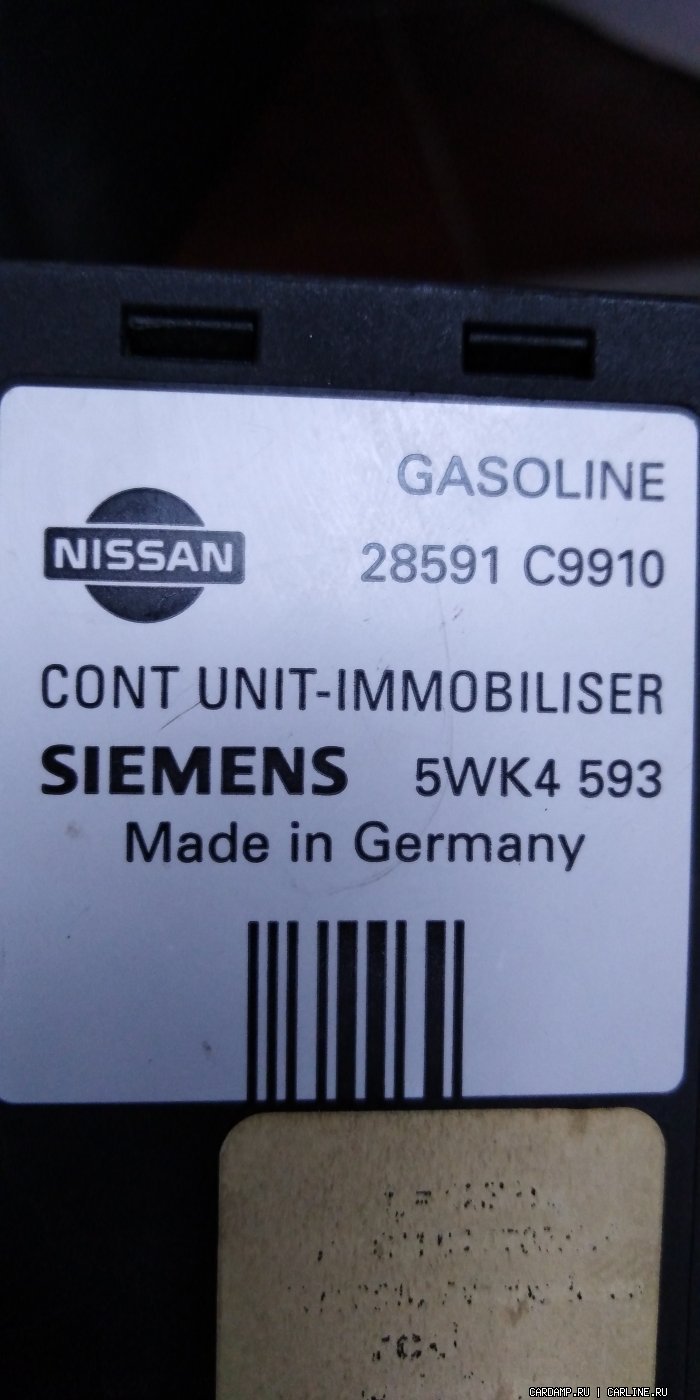 GASOLINE
NISSAN
28591 C9910
CONT UNIT-IMMOBILISER
SIEMENS 5WK4 593
Made in Germany
CARDAMP.RU | CARLINE.RU